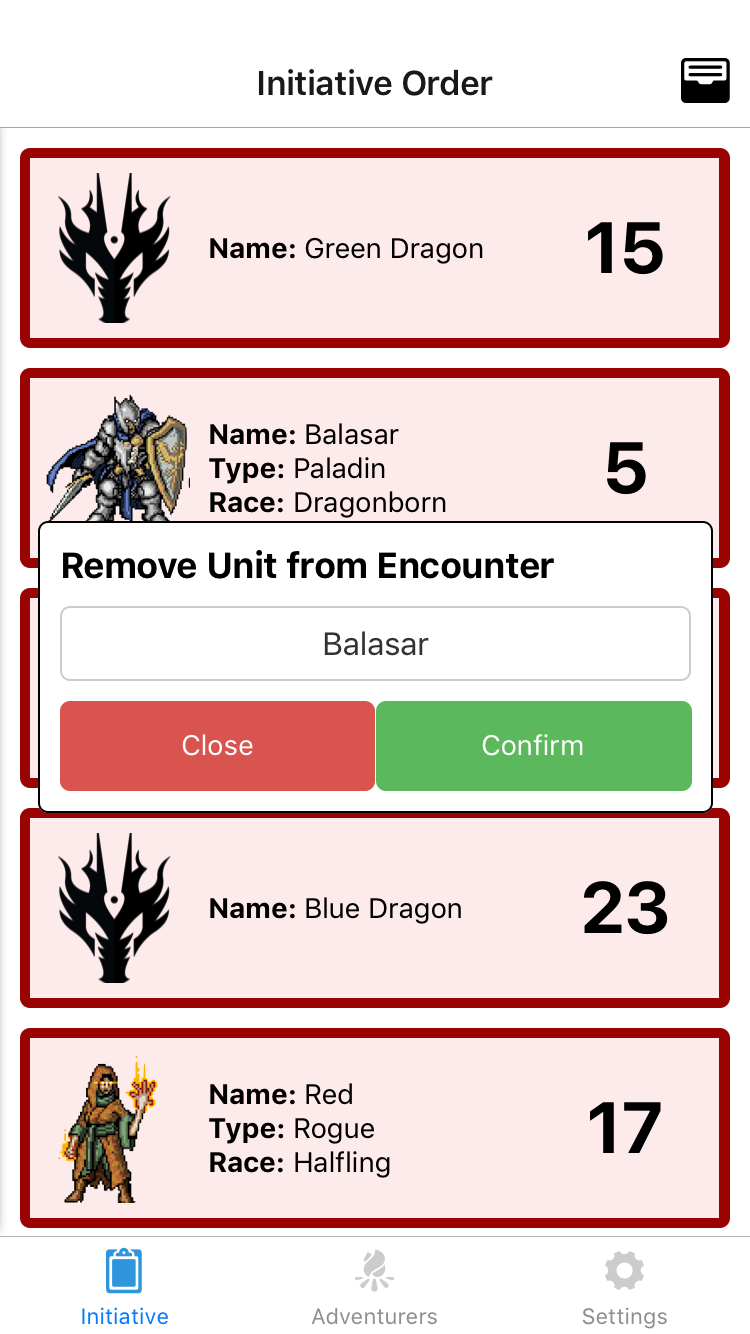 Initiative Order
Name: Green Dragon
15
Name: Balasar
Type: Paladin
Race: Dragonborn
5
Remove Unit from Encounter
Balasar
Close
Confirm
Name: Blue Dragon
23
Name: Red
Type: Rogue
Race: Halfling
17
Initiative
Adventurers
Settings